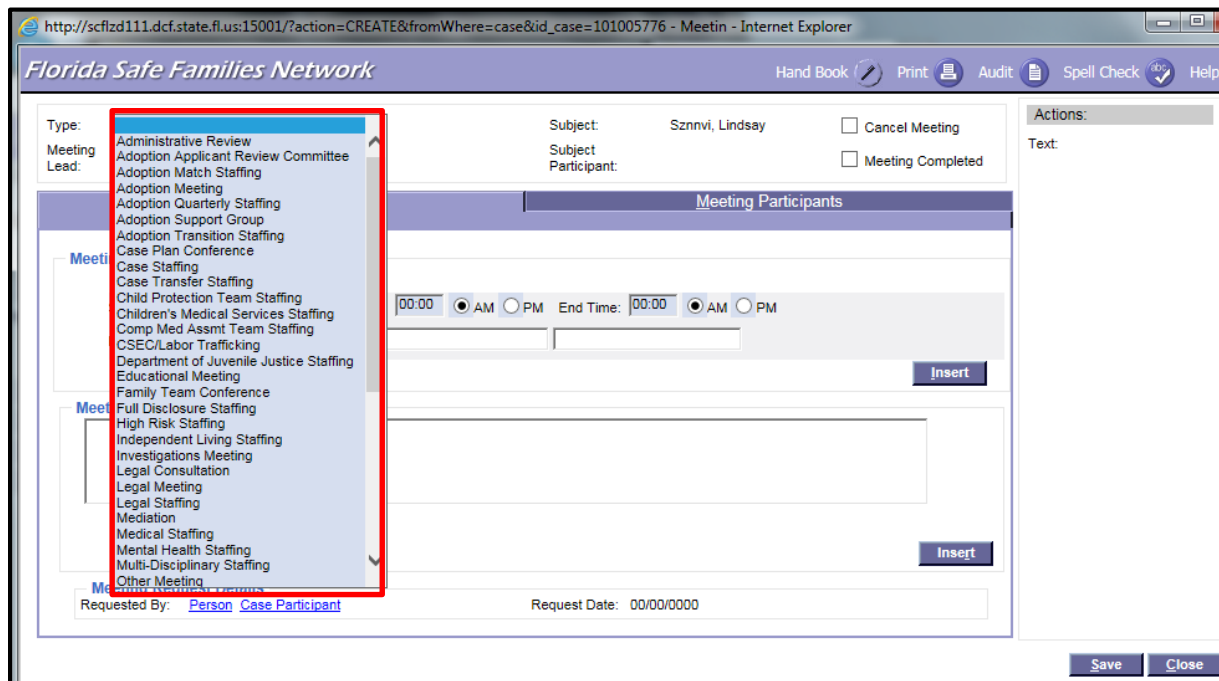 http://scflzd111.dcf.state.fl.us:15001/?action=CREATE&fromWhere=case&id_case=101005776 - Meetin - Internet Explorer
Florida Safe Families Network
Hand Book Print Audit Spell Check abc Help
Type:
Subject: Sznnvi, Lindsay
Cancel Meeting
Meeting Lead:
Subject Participant:
Meeting Completed
Actions:
Text:
Administrative Review
Adoption Applicant Review Committee
Adoption Match Staffing
Adoption Meeting
Adoption Quarterly Staffing
Adoption Support Group
Adoption Transition Staffing
Case Plan Conference
Case Staffing
Case Transfer Staffing
Child Protection Team Staffing
Children's Medical Services Staffing
Comp Med Assmt Team Staffing
CSEC/Labor Trafficking
Department of Juvenile Justice Staffing
Educational Meeting
Family Team Conference
Full Disclosure Staffing
High Risk Staffing
Independent Living Staffing
Investigations Meeting
Legal Consultation
Legal Meeting
Legal Staffing
Mediation
Medical Staffing
Mental Health Staffing
Multi-Disciplinary Staffing
Other Meeting
Meeting Participants
00:00 AM PM End Time: 00:00 AM PM
Insert
Insert
Meeting Request Details
Requested By: Person Case Participant Request Date: 00/00/0000
Save Close